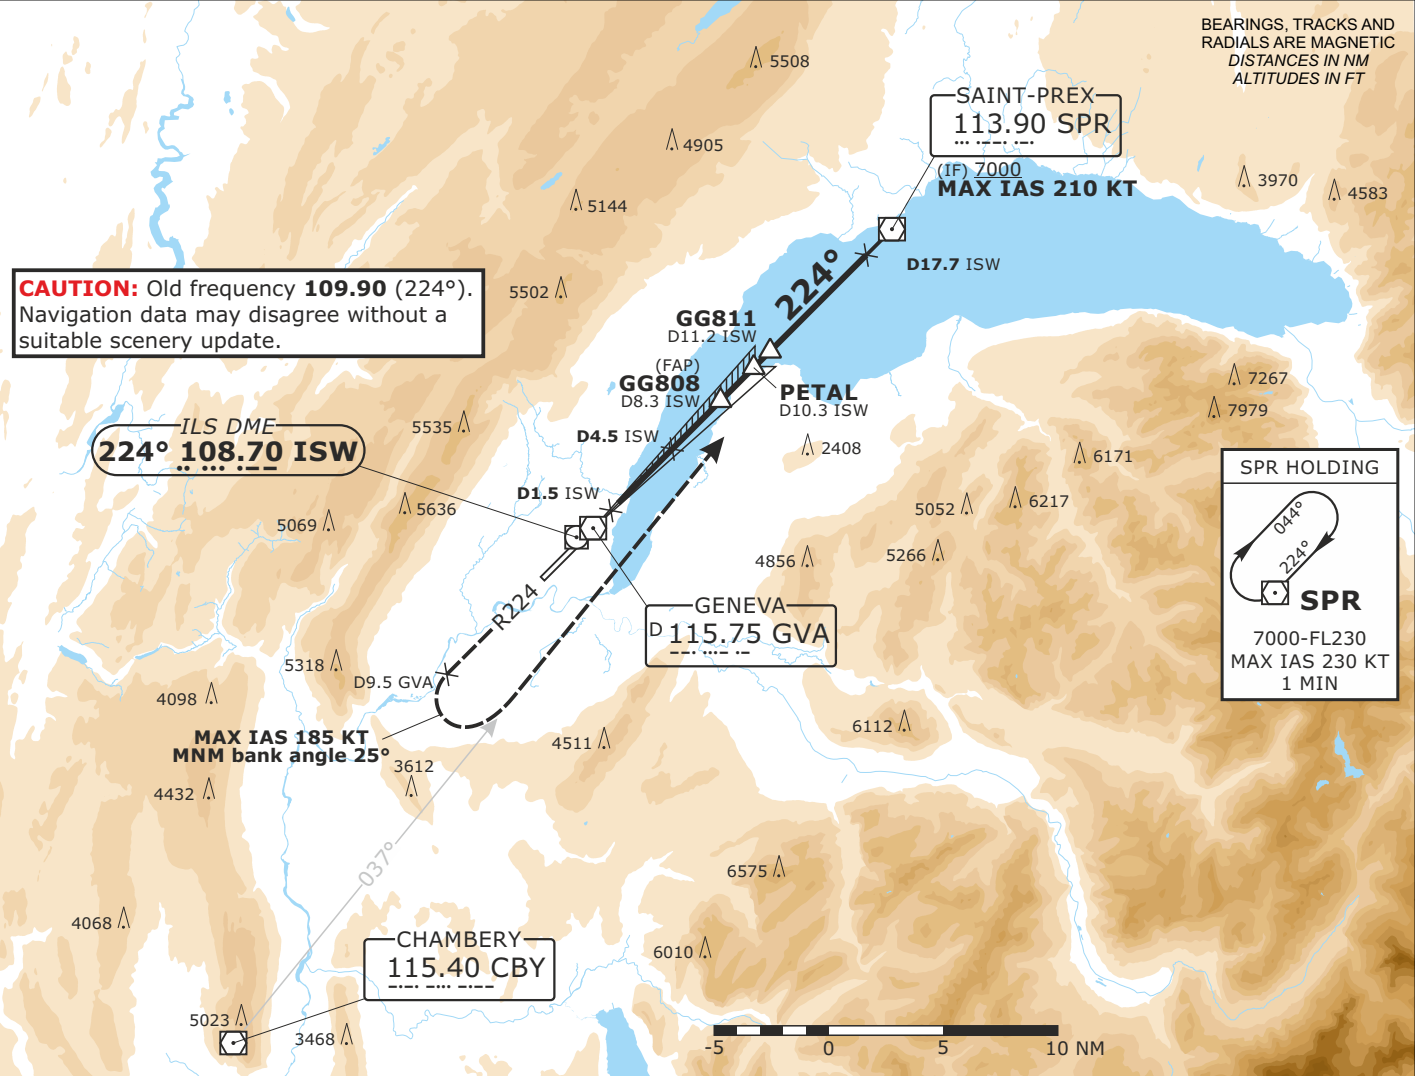 BEARINGS, TRACKS AND
RADIALS ARE MAGNETIC
DISTANCES IN NM
ALTITUDES IN FT
5508
SAINT-PREX
113.90 SPR
(IF) 7000
MAX IAS 210 KT
4905
3970
4583
5144
D17.7 ISW
224°
CAUTION: Old frequency 109.90 (224°).
Navigation data may disagree without a
suitable scenery update.
5502
GG811
D11.2 ISW
(FAP)
GG808
D8.3 ISW
PETAL
D10.3 ISW
7267
7979
ILS DME
224° 108.70 ISW
5535
D4.5 ISW
2408
6171
SPR HOLDING
044°
224°
SPR
7000-FL230
MAX IAS 230 KT
1 MIN
D1.5 ISW
5069
5636
5052
6217
4856
5266
R224
GENEVA
D 115.75 GVA
5318
D9.5 GVA
4098
MAX IAS 185 KT
MNM bank angle 25°
4511
6112
3612
4432
037°
6575
4068
CHAMBERY
115.40 CBY
6010
5023
3468
-5
0
5
10 NM